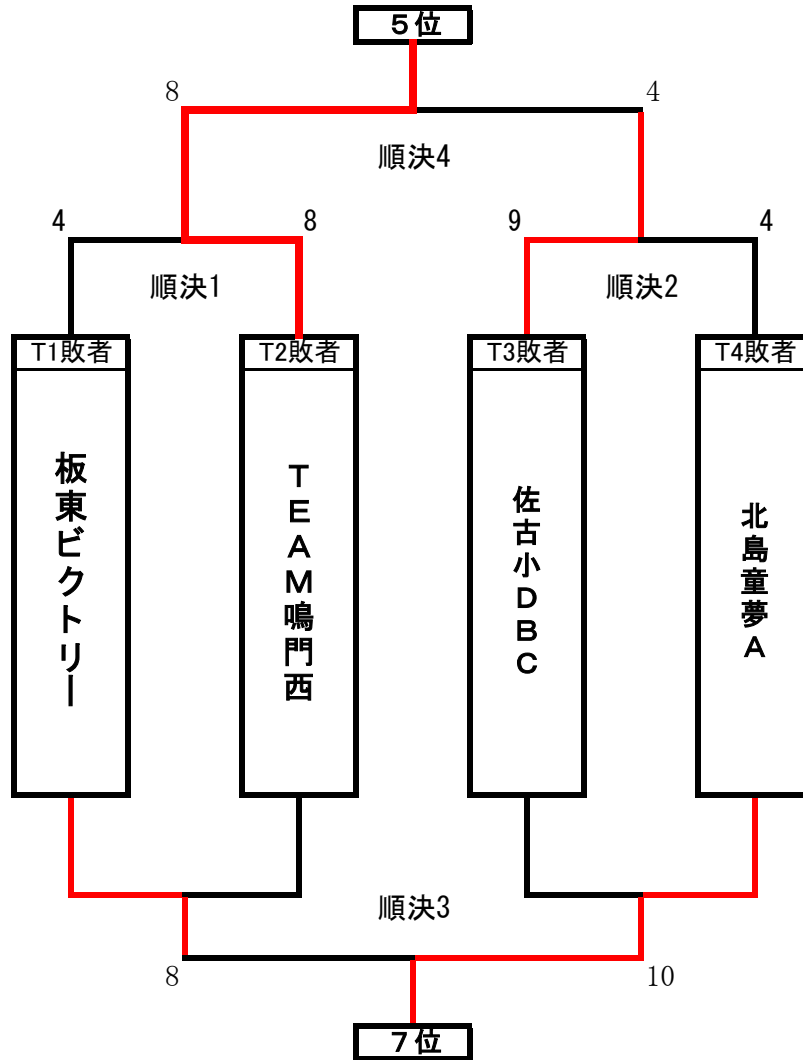 ５位
8
4
順決4
4
8
9
4
順決1
順決2
T1敗者
T2敗者
T3敗者
T4敗者
板東ビクトリー
ＴＥＡＭ鳴門西
佐古小ＤＢＣ
北島童夢Ａ
順決3
8
10
７位